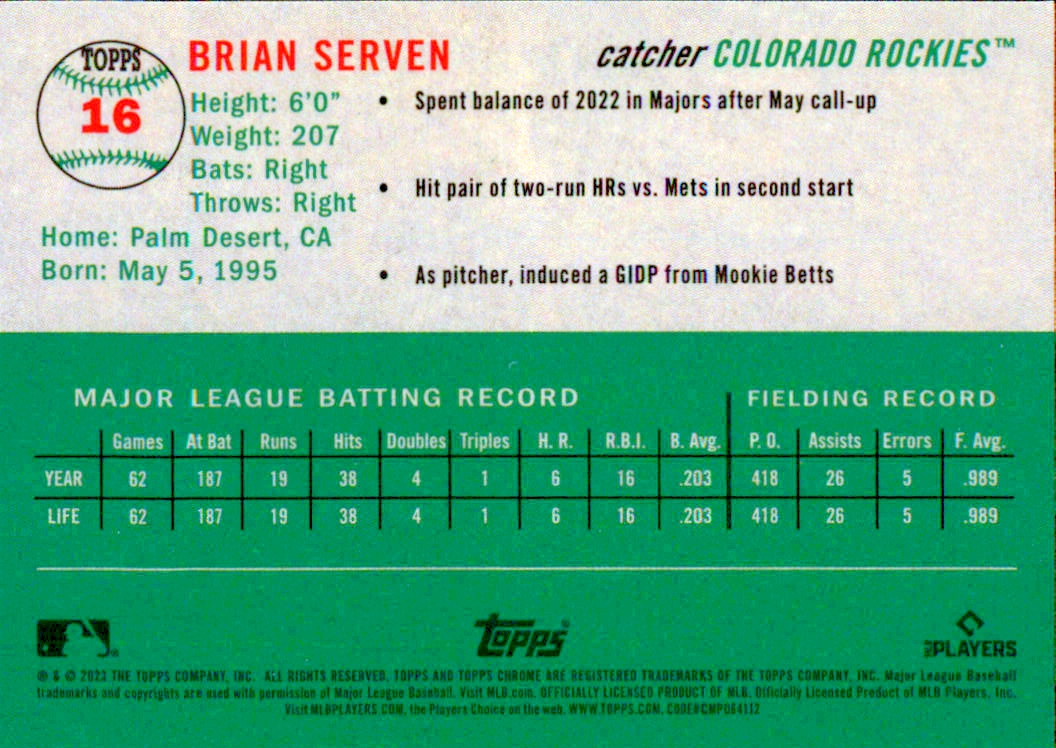 TOPPS
16
BRIAN SERVEN
catcher COLORADO ROCKIES™
Height: 6'0"
Weight: 207
Bats: Right
Throws: Right
Home: Palm Desert, CA
Born: May 5, 1995
• Spent balance of 2022 in Majors after May call-up
• Hit pair of two-run HRs vs. Mets in second start
• As pitcher, induced a GIDP from Mookie Betts
MAJOR LEAGUE BATTING RECORD FIELDING RECORD
Games At Bat Runs Hits Doubles Triples H. R. R.B.I. B. Avg. P. O. Assists Errors F. Avg.
YEAR 62 187 19 38 4 1 6 16 .203 418 26 5 .989
LIFE 62 187 19 38 4 1 6 16 .203 418 26 5 .989
topps®
MLB PLAYERS
® & © 2023 THE TOPPS COMPANY, INC. ALL RIGHTS RESERVED. TOPPS AND TOPPS CHROME ARE REGISTERED TRADEMARKS OF THE TOPPS COMPANY, INC. Major League Baseball
trademarks and copyrights are used with permission of Major League Baseball. Visit MLB.com. OFFICIALLY LICENSED PRODUCT OF MLB. Officially Licensed Product of MLB Players, Inc.
Visit MLBPLAYERS.COM, the Players Choice on the web. WWW.TOPPS.COM. CODE#CMP064112